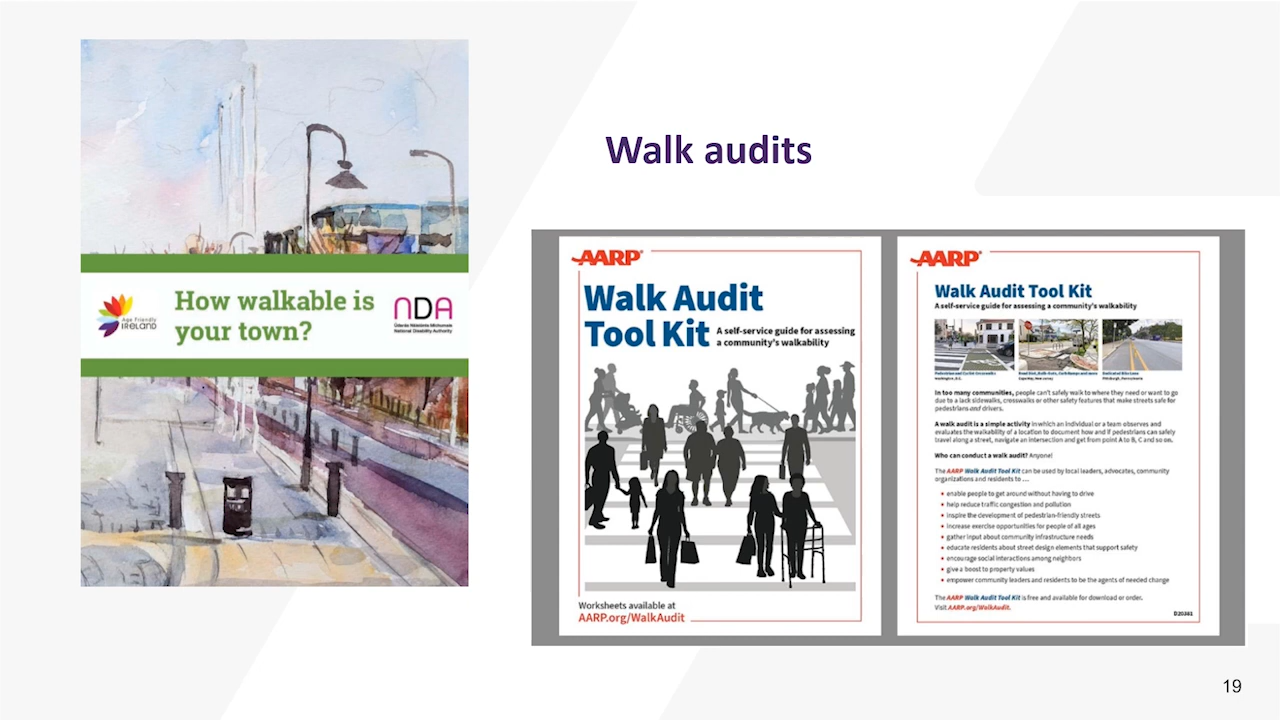 Walk audits
Age Friendly
IRELAND
How walkable is
your town?
NDA
Údarás Náisiúnta Míchumais
National Disability Authority
AARP
Walk Audit
Tool Kit
A self-service guide for assessing
a community's walkability
Worksheets available at
AARP.org/WalkAudit
AARP
Walk Audit Tool Kit
A self-service guide for assessing a community's walkability
Washington, D.C.
Cape May, New Jersey
Dedicated Bike Lane
Pittsburgh, Pennsylvania
In too many communities, people can't safely walk to where they need or want to go
due to a lack sidewalks, crosswalks or other safety features that make streets safe for
pedestrians and drivers.
A walk audit is a simple activity in which an individual or a team observes and
evaluates the walkability of a location to document how and if pedestrians can safely
travel along a street, navigate an intersection and get from point A to B, C and so on.
Who can conduct a walk audit? Anyone!
The AARP Walk Audit Tool Kit can be used by local leaders, advocates, community
organizations and residents to …
• enable people to get around without having to drive
• help reduce traffic congestion and pollution
• inspire the development of pedestrian-friendly streets
• increase exercise opportunities for people of all ages
• gather input about community infrastructure needs
• educate residents about street design elements that support safety
• encourage social interactions among neighbors
• give a boost to property values
• empower community leaders and residents to be the agents of needed change
The AARP Walk Audit Tool Kit is free and available for download or order.
Visit AARP.org/WalkAudit.
D20381
19